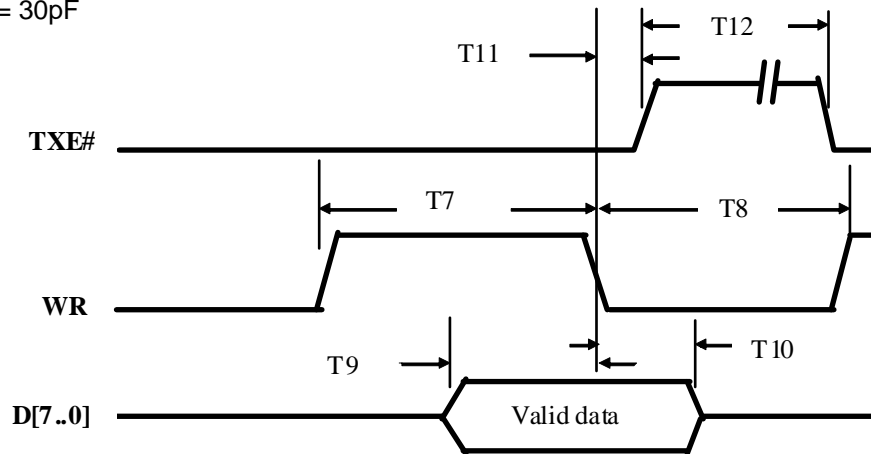 = 30pF
T12
T11
TXE#
T7
T8
WR
T9
T10
D[7..0]
Valid data